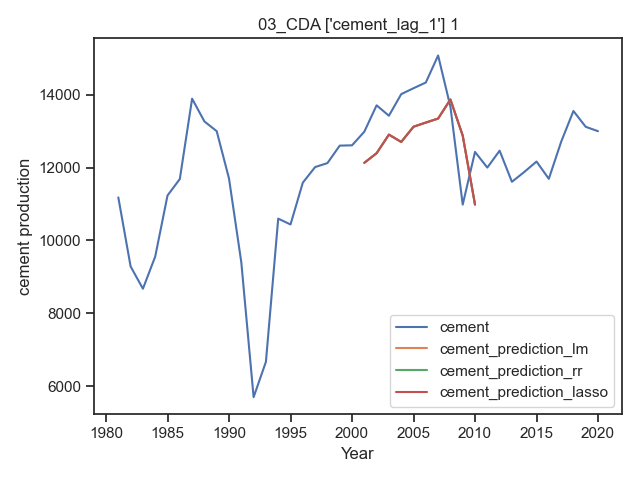 03_CDA ['cement_lag_1'] 1
cement production
14000
12000
10000
8000
6000
cement
cement_prediction_lm
cement_prediction_rr
cement_prediction_lasso
1980 1985 1990 1995 2000 2005 2010 2015 2020
Year